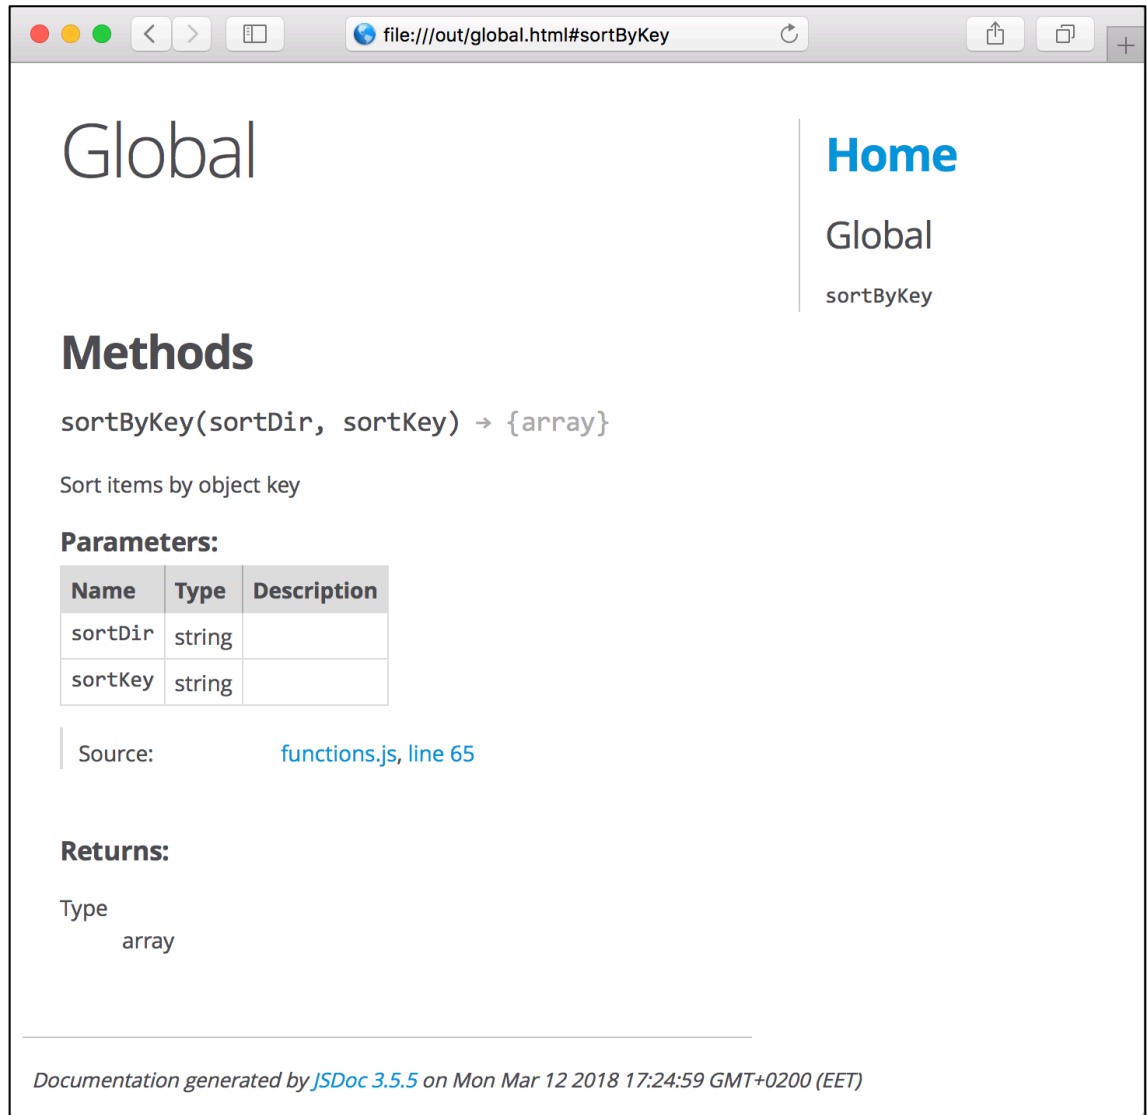 file:///out/global.html#sortByKey
Global
Home
Global
sortByKey
Methods
sortByKey(sortDir, sortKey) → {array}
Sort items by object key
Parameters:
Name Type Description
sortDir string
sortKey string
Source: functions.js, line 65
Returns:
Type
array
Documentation generated by JSDoc 3.5.5 on Mon Mar 12 2018 17:24:59 GMT+0200 (EET)